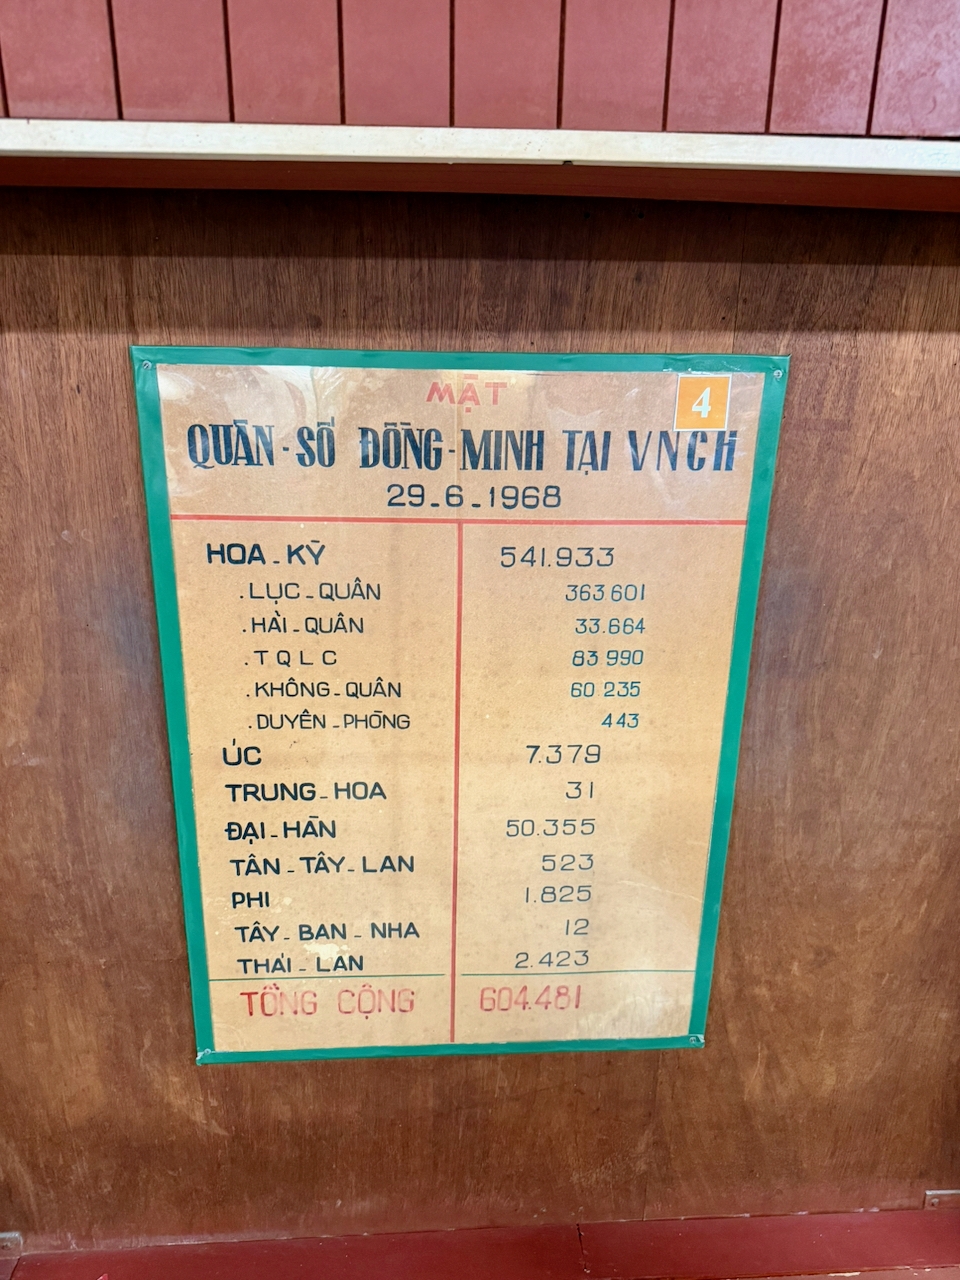 MẬT
4
QUÂN-SỐ ĐỒNG-MINH TẠI VNCH
29-6-1968
HOA-KỲ 541.933
.LỤC-QUÂN 363 601
.HẢI-QUÂN 33.664
.T Q L C 83 990
.KHÔNG-QUÂN 60 235
.DUYÊN-PHÒNG 443
ÚC 7.379
TRUNG-HOA 31
ĐẠI-HÀN 50.355
TÂN-TÂY-LAN 523
PHI 1.825
TÂY-BAN-NHA 12
THÁI-LAN 2.423
TỔNG CỘNG 604.481